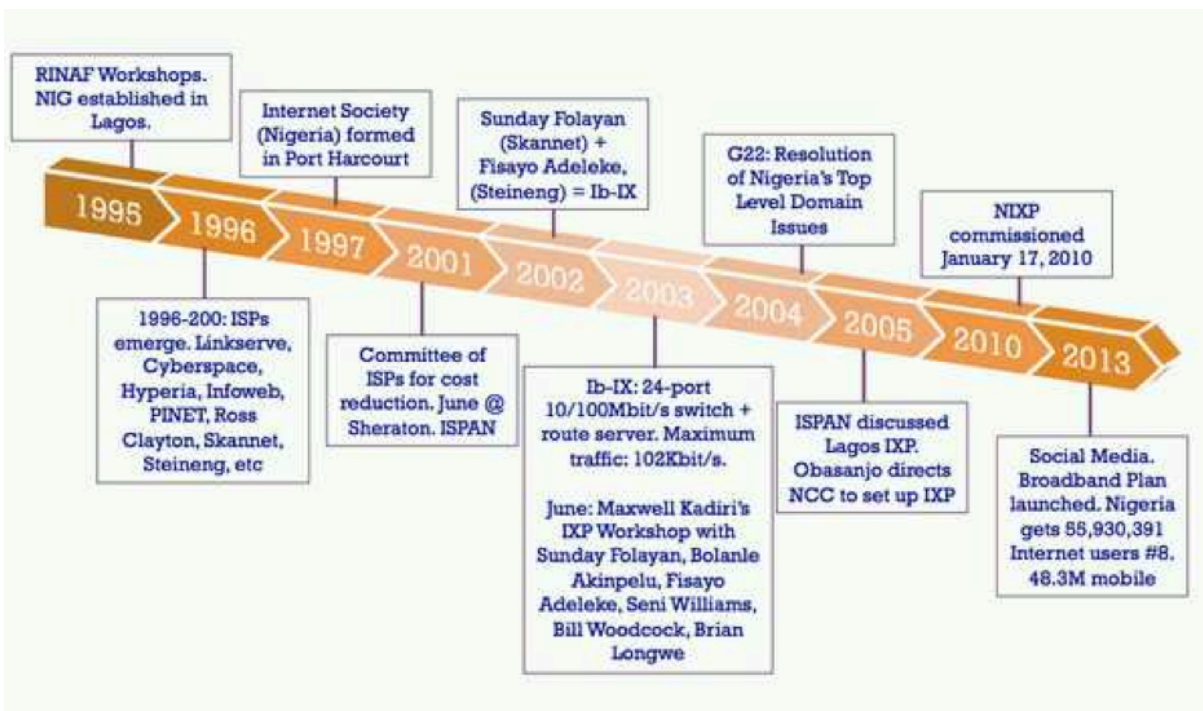 RINAF Workshops.
NIG established in
Lagos.
Internet Society
(Nigeria) formed
in Port Harcourt
Sunday Folayan
(Skannet) +
Fisayo Adeleke,
(Steineng) = Ib-IX
G22: Resolution
of Nigeria's Top
Level Domain
Issues
NIXP
commissioned
January 17, 2010
1995
1996
1997
2001
2002
2003
2004
2005
2010
2013
1996-200: ISPs
emerge. Linkserve,
Cyberspace,
Hyperia, Infoweb,
PINET, Ross
Clayton, Skannet,
Steineng, etc
Committee of
ISPs for cost
reduction. June @
Sheraton. ISPAN
Ib-IX: 24-port
10/100Mbit/s switch +
route server. Maximum
traffic: 102Kbit/s.
June: Maxwell Kadiri's
IXP Workshop with
Sunday Folayan, Bolanle
Akinpelu, Fisayo
Adeleke, Seni Williams,
Bill Woodcock, Brian
Longwe
ISPAN discussed
Lagos IXP.
Obasanjo directs
NCC to set up IXP
Social Media.
Broadband Plan
launched. Nigeria
gets 55,930,391
Internet users #8.
48.3M mobile